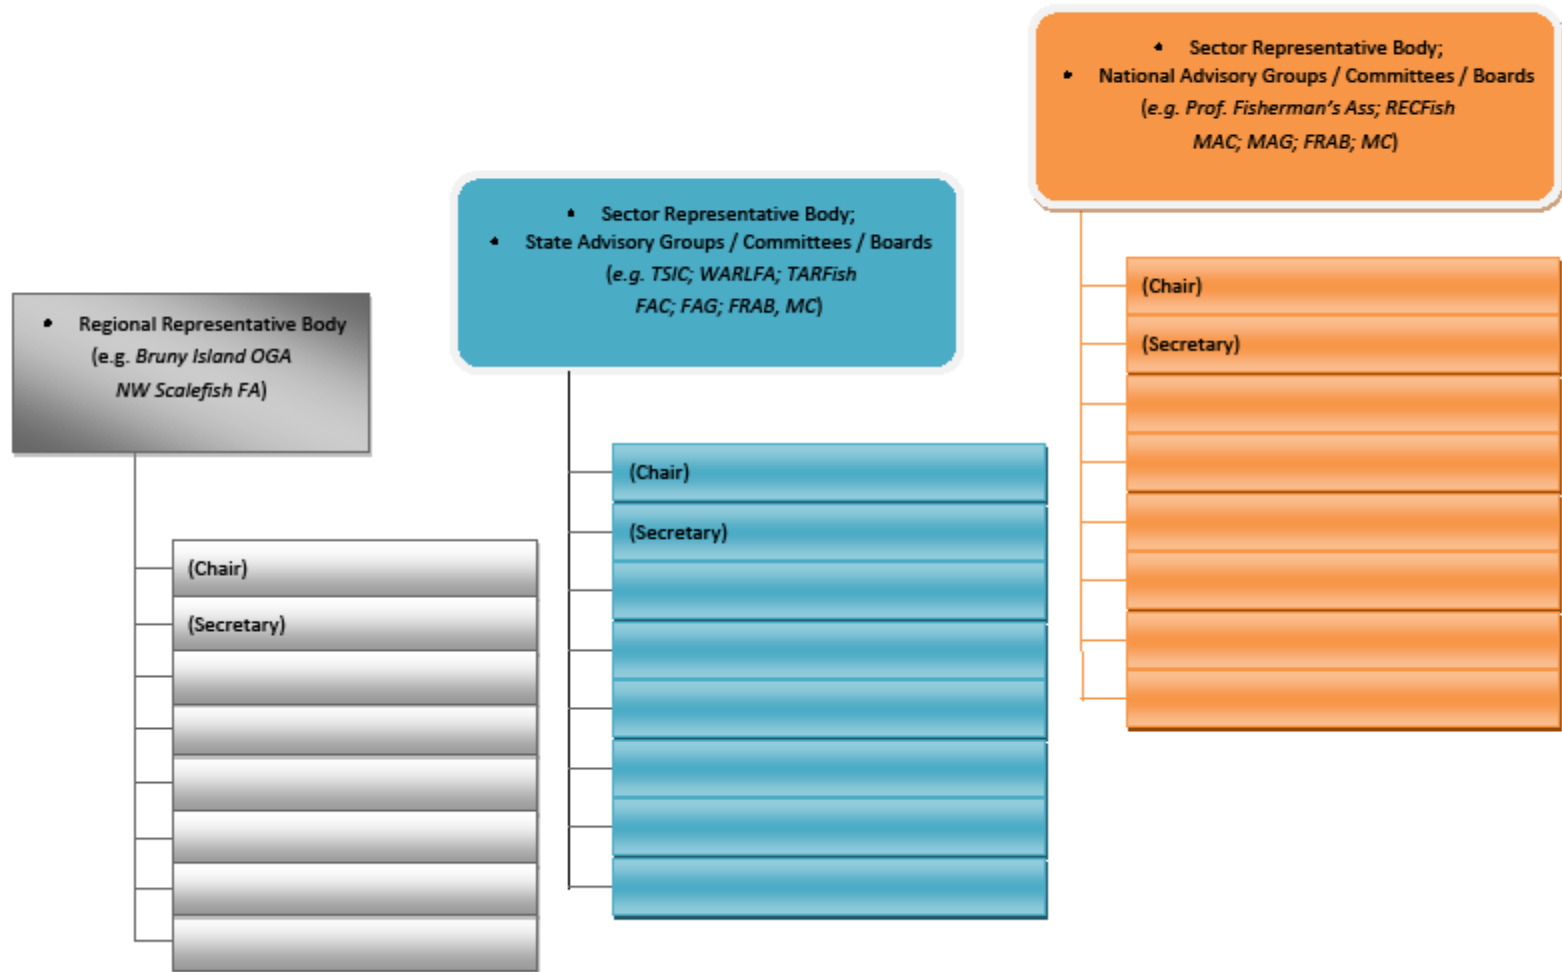 • Regional Representative Body
(e.g. Bruny Island OGA
NW Scalefish FA)
(Chair)
(Secretary)
• Sector Representative Body;
• State Advisory Groups / Committees / Boards
(e.g. TSIC; WARLFA; TARFish
FAC; FAG; FRAB, MC)
(Chair)
(Secretary)
• Sector Representative Body;
• National Advisory Groups / Committees / Boards
(e.g. Prof. Fisherman's Ass; RECFish
MAC; MAG; FRAB; MC)
(Chair)
(Secretary)